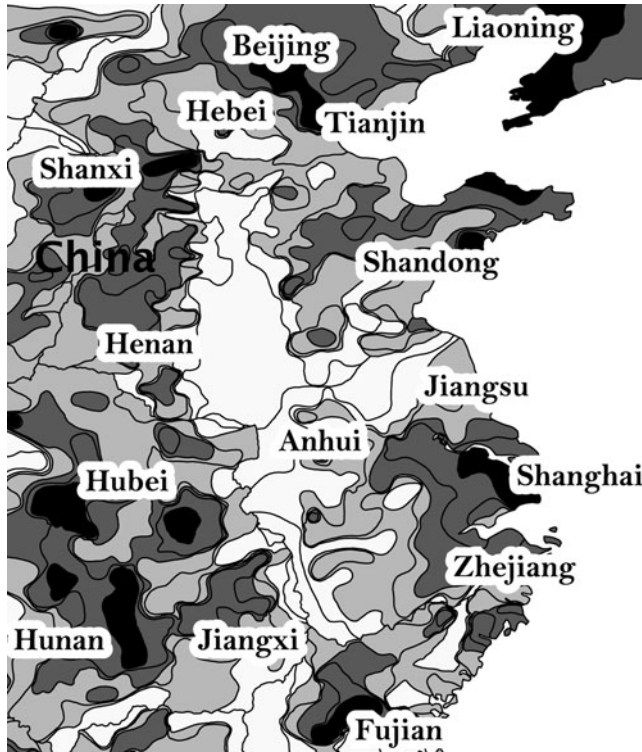 Liaoning
Beijing
Hebei
Tianjin
Shanxi
China
Shandong
Henan
Jiangsu
Anhui
Hubei
Shanghai
Zhejiang
Hunan
Jiangxi
Fujian